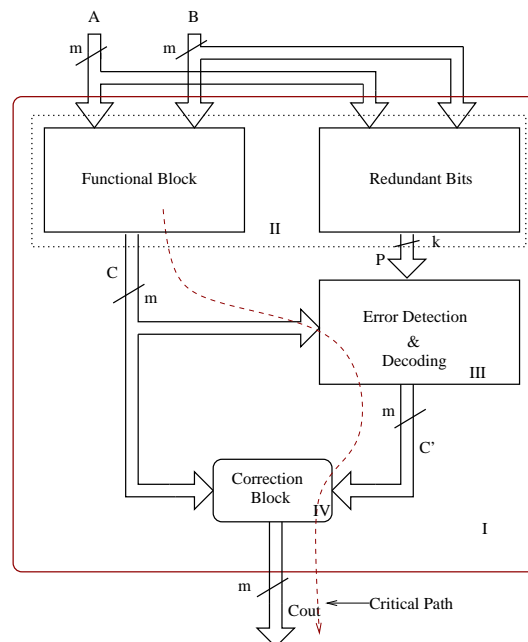 A
B
m
m
Functional Block
Redundant Bits
II
k
P
C
m
Error Detection
&
Decoding
III
m
C'
Correction
Block
IV
I
m
Cout
Critical Path